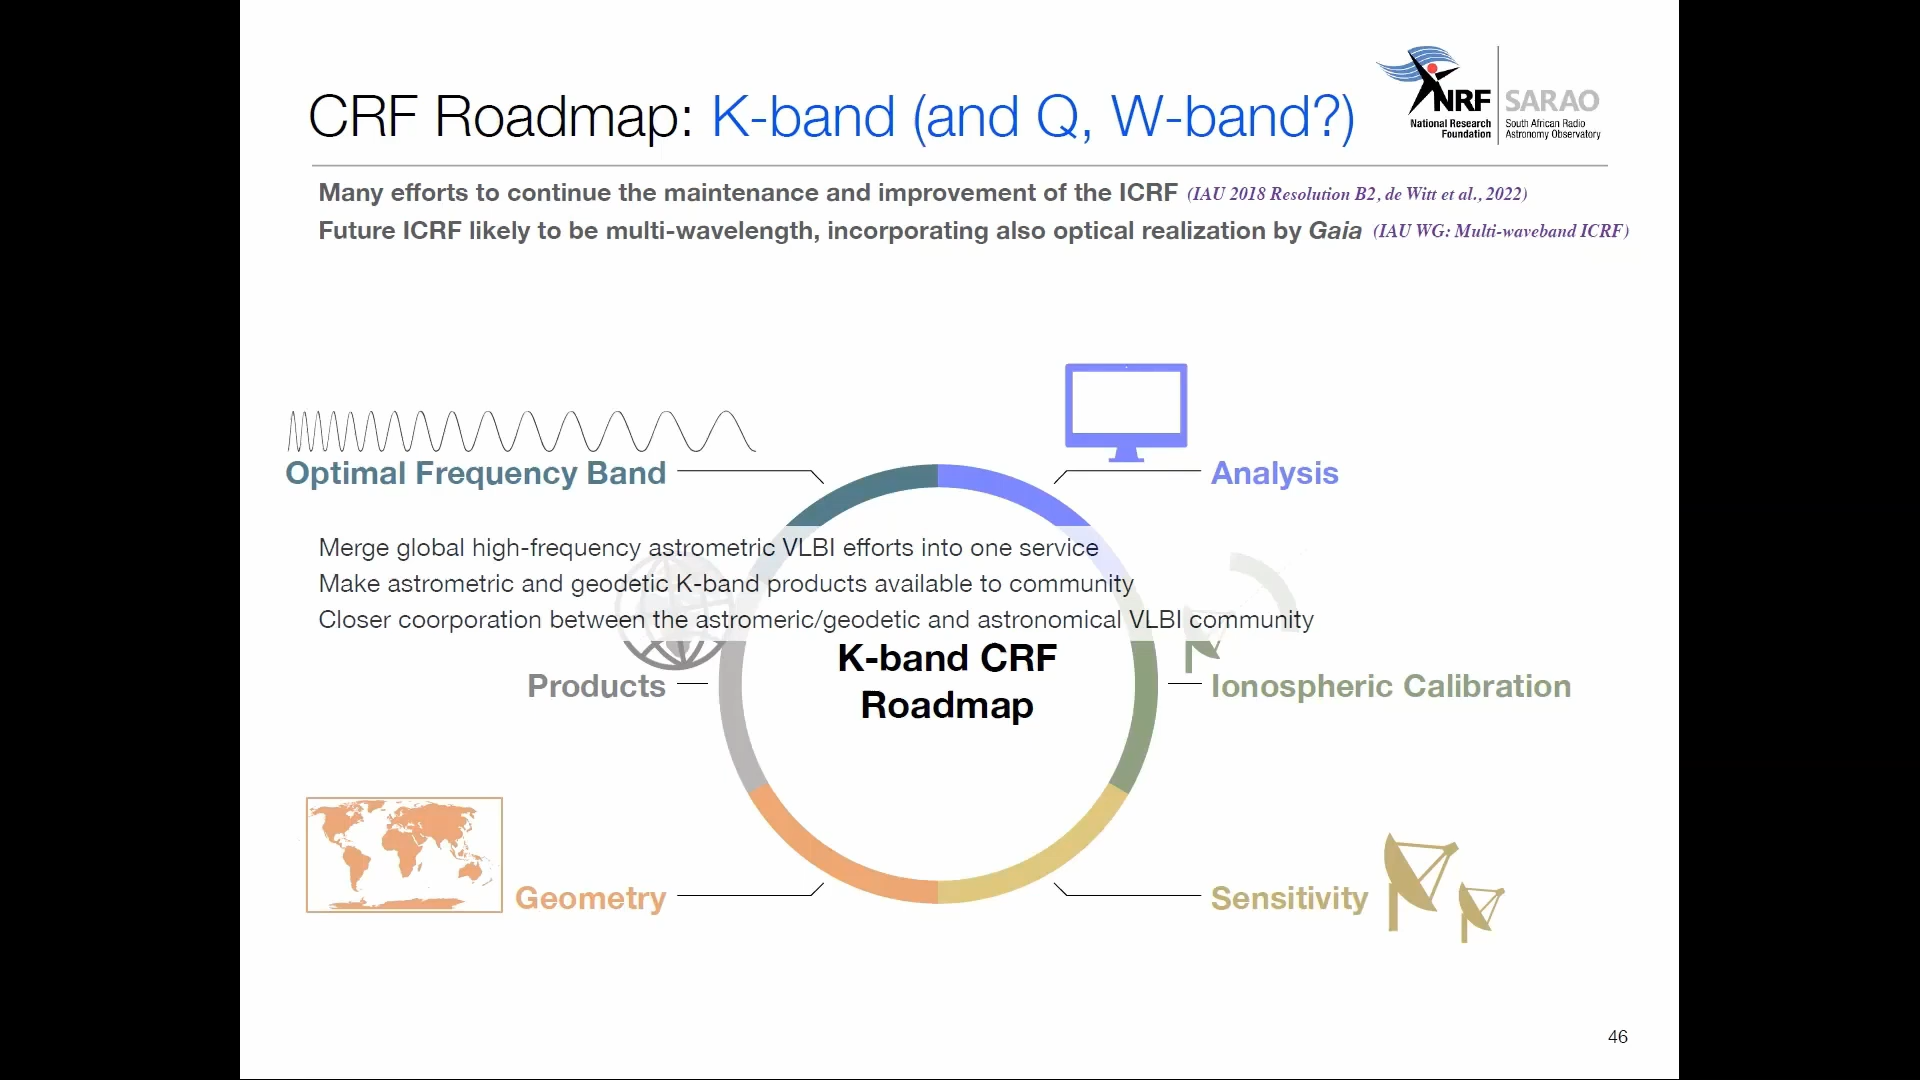 CRF Roadmap: K-band (and Q, W-band?)
NRF
National Research
Foundation
SARAO
South African Radio
Astronomy Observatory
Many efforts to continue the maintenance and improvement of the ICRF (IAU 2018 Resolution B2, de Witt et al., 2022)
Future ICRF likely to be multi-wavelength, incorporating also optical realization by Gaia (IAU WG: Multi-waveband ICRF)
Optimal Frequency Band
Analysis
Merge global high-frequency astrometric VLBI efforts into one service
Make astrometric and geodetic K-band products available to community
Closer coorporation between the astromeric/geodetic and astronomical VLBI community
K-band CRF
Roadmap
Products
Ionospheric Calibration
Geometry
Sensitivity
46